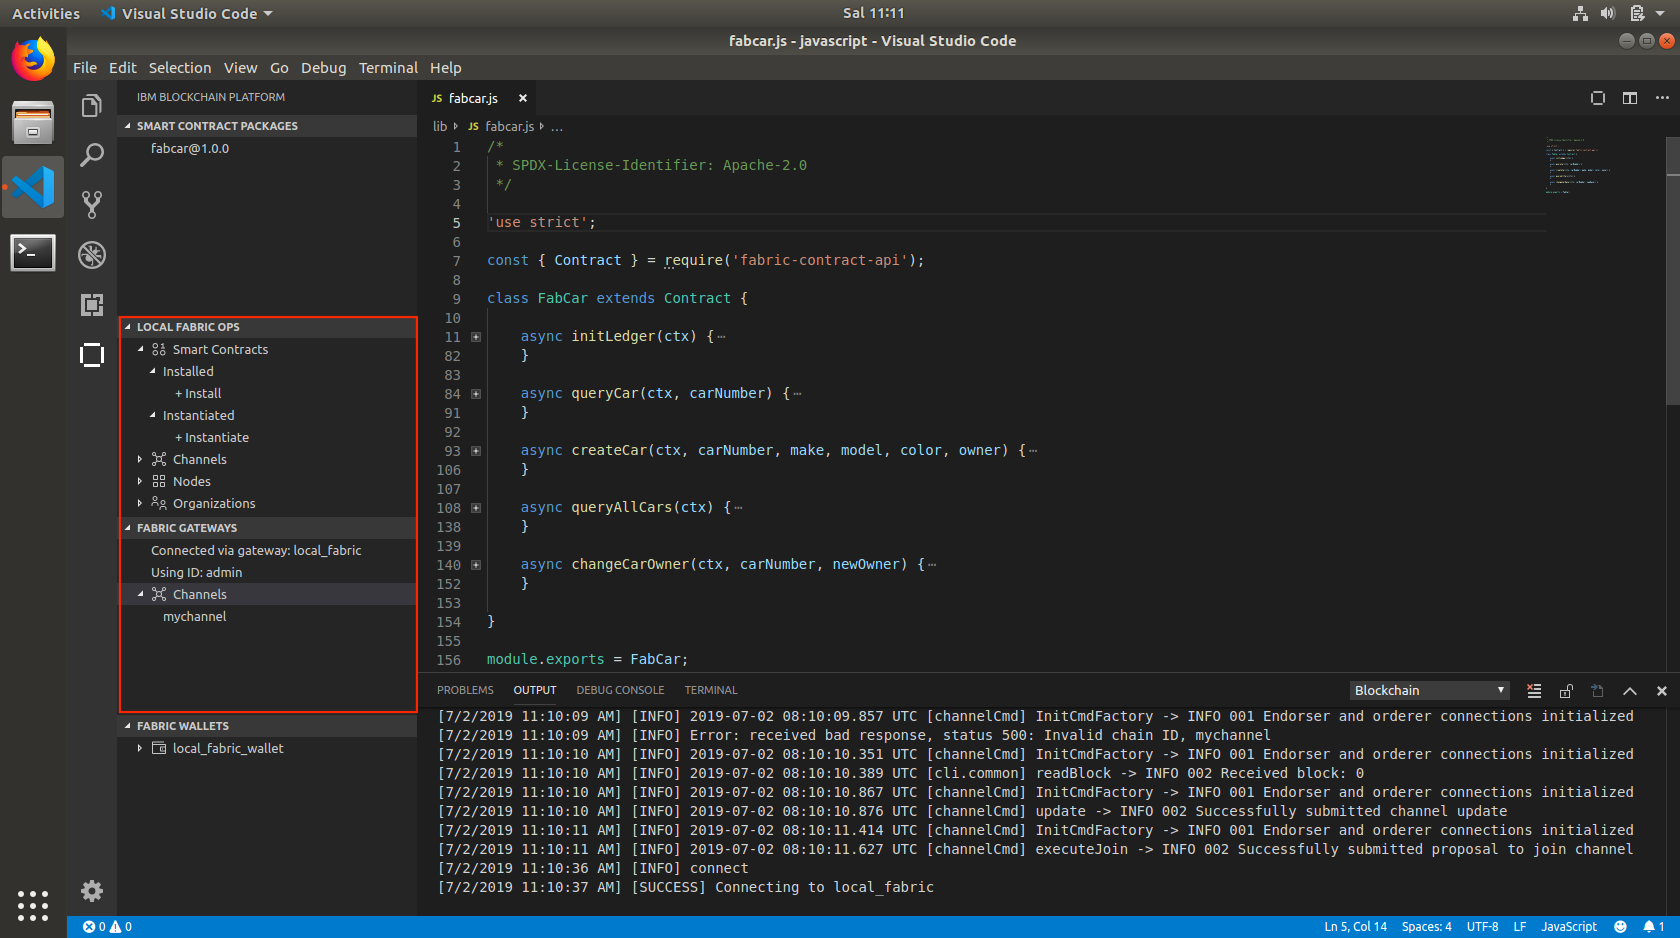 Activities
Visual Studio Code
Sal 11:11
fabcar.js - javascript - Visual Studio Code
File Edit Selection View Go Debug Terminal Help
IBM BLOCKCHAIN PLATFORM
SMART CONTRACT PACKAGES
fabcar@1.0.0
LOCAL FABRIC OPS
Smart Contracts
Installed
+ Install
Instantiated
+ Instantiate
Channels
Nodes
Organizations
FABRIC GATEWAYS
Connected via gateway: local_fabric
Using ID: admin
Channels
mychannel
FABRIC WALLETS
local_fabric_wallet
JS fabcar.js
lib JS fabcar.js ...
1 /*
2 * SPDX-License-Identifier: Apache-2.0
3 */
4
5 'use strict';
6
7 const { Contract } = require('fabric-contract-api');
8
9 class FabCar extends Contract {
10
11 async initLedger(ctx) {⋯
82 }
83
84 async queryCar(ctx, carNumber) {⋯
91 }
92
93 async createCar(ctx, carNumber, make, model, color, owner) {⋯
106 }
107
108 async queryAllCars(ctx) {⋯
138 }
139
140 async changeCarOwner(ctx, carNumber, newOwner) {⋯
152 }
153
154 }
155
156 module.exports = FabCar;
PROBLEMS OUTPUT DEBUG CONSOLE TERMINAL
Blockchain
[7/2/2019 11:10:09 AM] [INFO] 2019-07-02 08:10:09.857 UTC [channelCmd] InitCmdFactory -> INFO 001 Endorser and orderer connections initialized
[7/2/2019 11:10:09 AM] [INFO] Error: received bad response, status 500: Invalid chain ID, mychannel
[7/2/2019 11:10:10 AM] [INFO] 2019-07-02 08:10:10.351 UTC [channelCmd] InitCmdFactory -> INFO 001 Endorser and orderer connections initialized
[7/2/2019 11:10:10 AM] [INFO] 2019-07-02 08:10:10.389 UTC [cli.common] readBlock -> INFO 002 Received block: 0
[7/2/2019 11:10:10 AM] [INFO] 2019-07-02 08:10:10.867 UTC [channelCmd] InitCmdFactory -> INFO 001 Endorser and orderer connections initialized
[7/2/2019 11:10:10 AM] [INFO] 2019-07-02 08:10:10.876 UTC [channelCmd] update -> INFO 002 Successfully submitted channel update
[7/2/2019 11:10:11 AM] [INFO] 2019-07-02 08:10:11.414 UTC [channelCmd] InitCmdFactory -> INFO 001 Endorser and orderer connections initialized
[7/2/2019 11:10:11 AM] [INFO] 2019-07-02 08:10:11.627 UTC [channelCmd] executeJoin -> INFO 002 Successfully submitted proposal to join channel
[7/2/2019 11:10:36 AM] [INFO] connect
[7/2/2019 11:10:37 AM] [SUCCESS] Connecting to local_fabric
0 0
Ln 5, Col 14 Spaces: 4 UTF-8 LF JavaScript 1